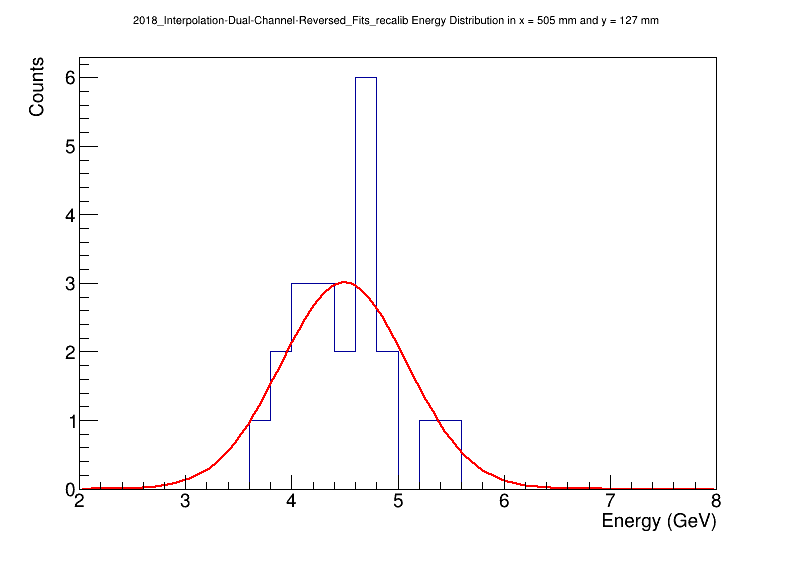 2018_Interpolation-Dual-Channel-Reversed_Fits_recalib Energy Distribution in x = 505 mm and y = 127 mm
Counts
6
5
4
3
2
1
0
2 3 4 5 6 7 8
Energy (GeV)